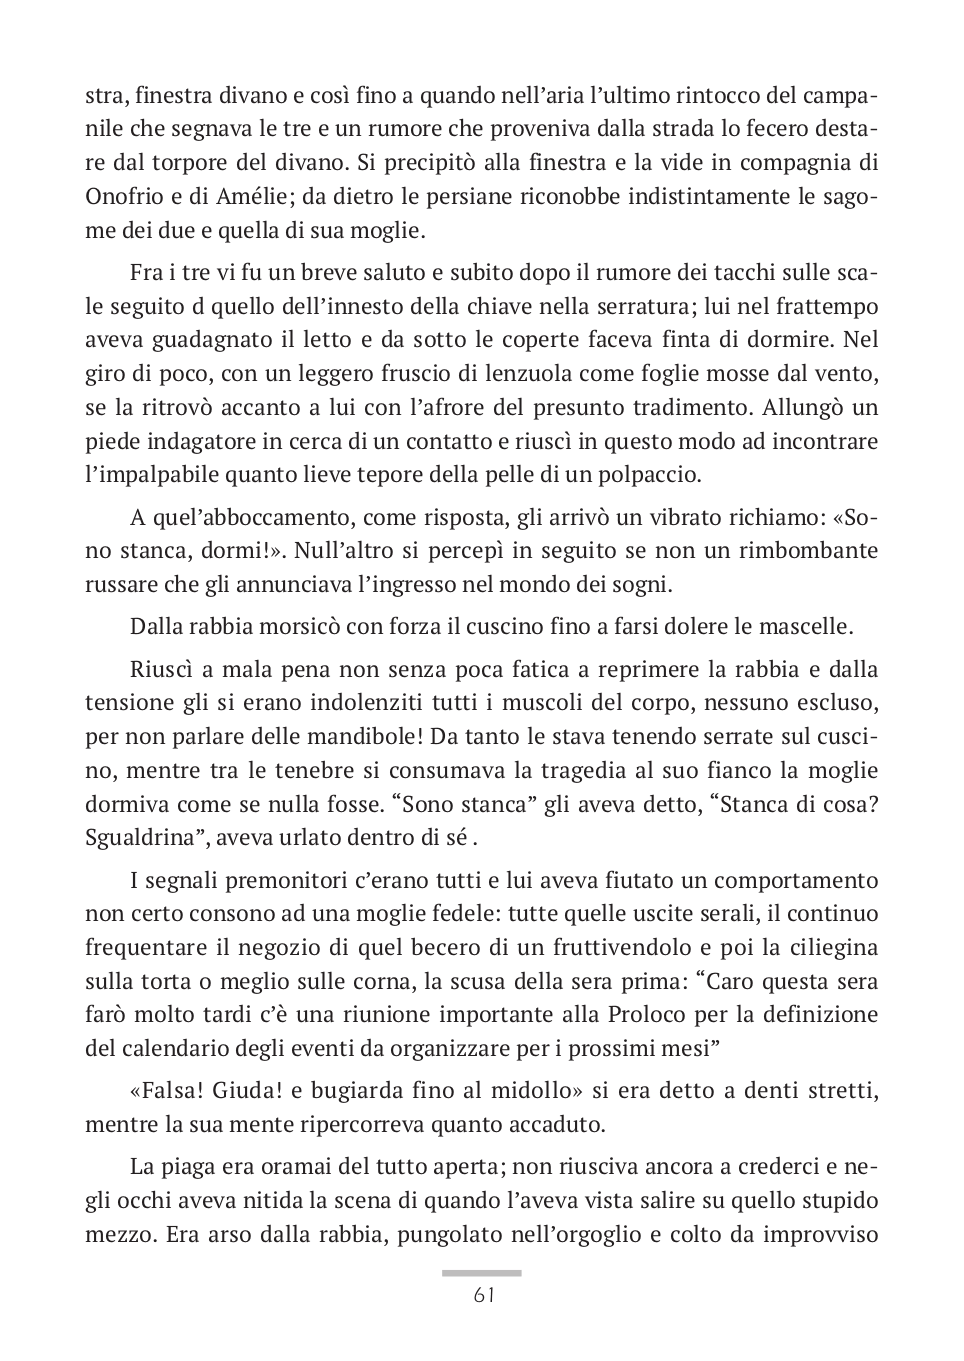 stra, finestra divano e così fino a quando nell’aria l’ultimo rintocco del campa-
nile che segnava le tre e un rumore che proveniva dalla strada lo fecero desta-
re dal torpore del divano. Si precipitò alla finestra e la vide in compagnia di
Onofrio e di Amélie; da dietro le persiane riconobbe indistintamente le sago-
me dei due e quella di sua moglie.
Fra i tre vi fu un breve saluto e subito dopo il rumore dei tacchi sulle sca-
le seguito d quello dell’innesto della chiave nella serratura; lui nel frattempo
aveva guadagnato il letto e da sotto le coperte faceva finta di dormire. Nel
giro di poco, con un leggero fruscio di lenzuola come foglie mosse dal vento,
se la ritrovò accanto a lui con l’afrore del presunto tradimento. Allungò un
piede indagatore in cerca di un contatto e riuscì in questo modo ad incontrare
l’impalpabile quanto lieve tepore della pelle di un polpaccio.
A quel’abboccamento, come risposta, gli arrivò un vibrato richiamo: «So-
no stanca, dormi!». Null’altro si percepì in seguito se non un rimbombante
russare che gli annunciava l’ingresso nel mondo dei sogni.
Dalla rabbia morsicò con forza il cuscino fino a farsi dolere le mascelle.
Riuscì a mala pena non senza poca fatica a reprimere la rabbia e dalla
tensione gli si erano indolenziti tutti i muscoli del corpo, nessuno escluso,
per non parlare delle mandibole! Da tanto le stava tenendo serrate sul cusci-
no, mentre tra le tenebre si consumava la tragedia al suo fianco la moglie
dormiva come se nulla fosse. “Sono stanca” gli aveva detto, “Stanca di cosa?
Sgualdrina”, aveva urlato dentro di sé .
I segnali premonitori c’erano tutti e lui aveva fiutato un comportamento
non certo consono ad una moglie fedele: tutte quelle uscite serali, il continuo
frequentare il negozio di quel becero di un fruttivendolo e poi la ciliegina
sulla torta o meglio sulle corna, la scusa della sera prima: “Caro questa sera
farò molto tardi c’è una riunione importante alla Proloco per la definizione
del calendario degli eventi da organizzare per i prossimi mesi”
«Falsa! Giuda! e bugiarda fino al midollo» si era detto a denti stretti,
mentre la sua mente ripercorreva quanto accaduto.
La piaga era oramai del tutto aperta; non riusciva ancora a crederci e ne-
gli occhi aveva nitida la scena di quando l’aveva vista salire su quello stupido
mezzo. Era arso dalla rabbia, pungolato nell’orgoglio e colto da improvviso
61